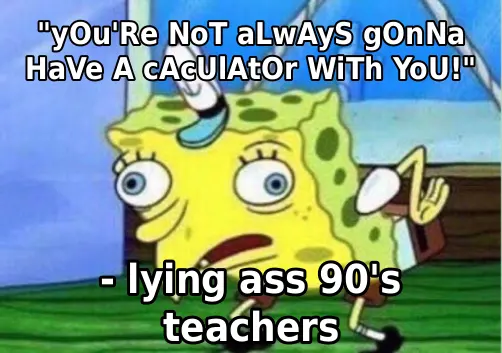 "yOu'Re NoT aLwAyS gOnNa
HaVe A cAcUlAtOr WiTh YoU!"
- lying ass 90's
teachers